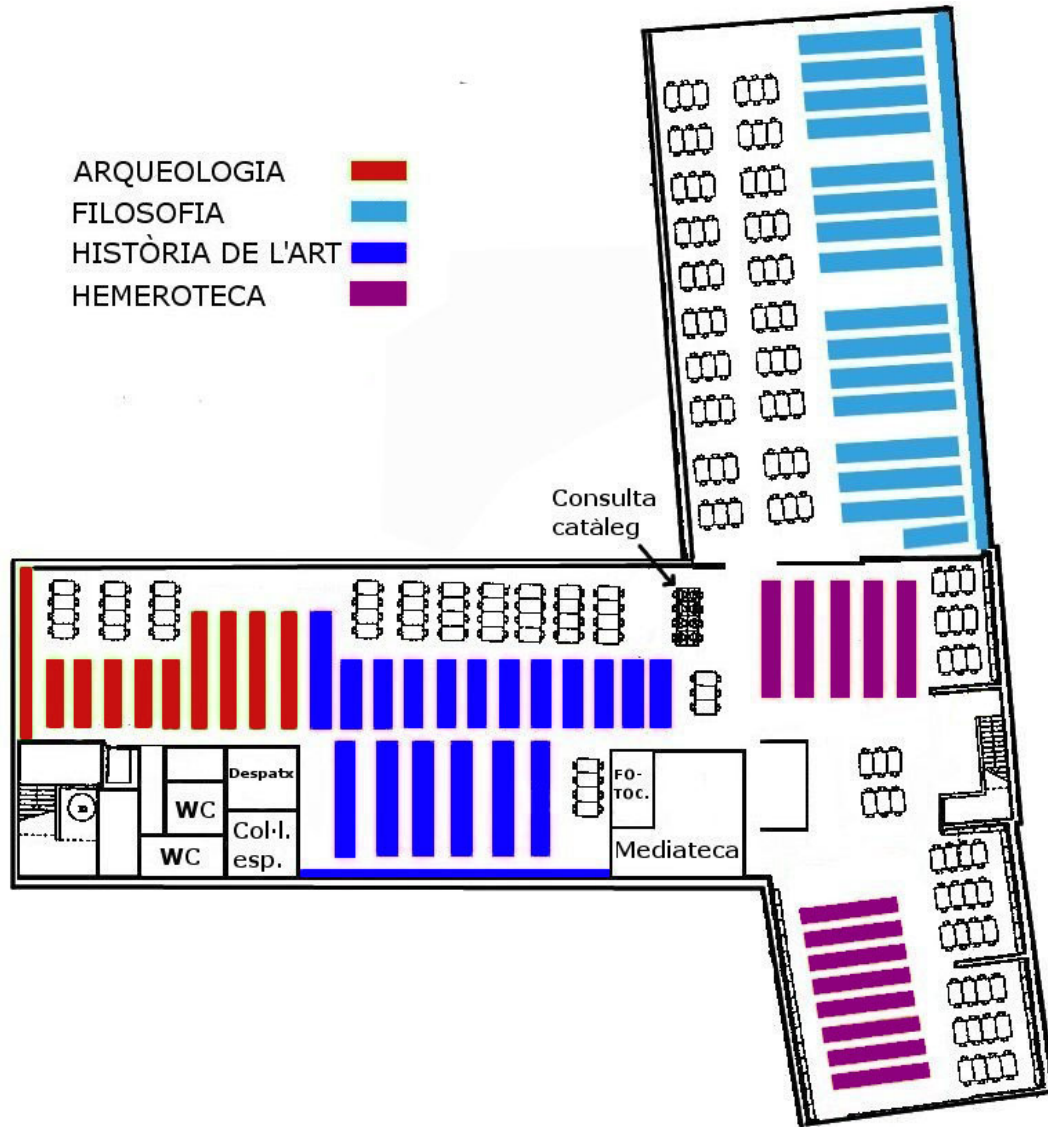 ARQUEOLOGIA
FILOSOFIA
HISTÒRIA DE L'ART
HEMEROTECA
Consulta
catàleg
Despatx
WC
Col·l.
esp.
WC
FO-
TOC.
Mediateca